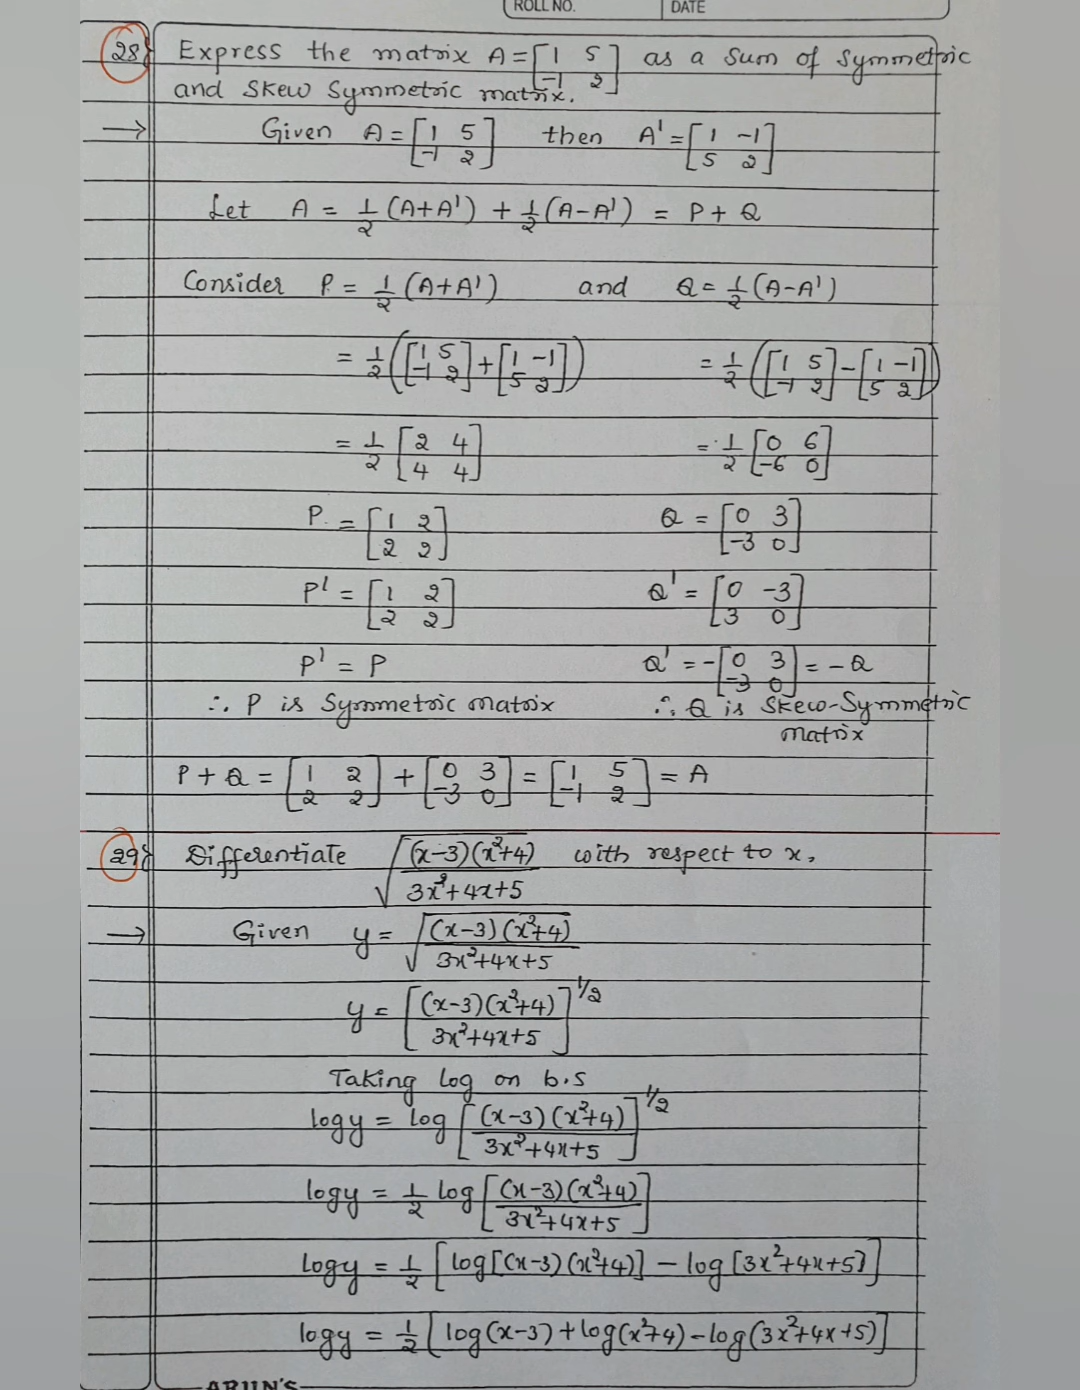 ROLL NO. DATE
28} Express the matrix A = [1 5; -1 2] as a Sum of Symmetric
and Skew Symmetric matrix.
→ Given A = [1 5; -1 2] then A' = [1 -1; 5 2]
Let A = 1/2 (A+A') + 1/2 (A-A') = P + Q
Consider P = 1/2 (A+A') and Q = 1/2 (A-A')
= 1/2 ([1 5; -1 2] + [1 -1; 5 2]) = 1/2 ([1 5; -1 2] - [1 -1; 5 2])
= 1/2 [2 4; 4 4] = 1/2 [0 6; -6 0]
P = [1 2; 2 2] Q = [0 3; -3 0]
P' = [1 2; 2 2] Q' = [0 -3; 3 0]
P' = P Q' = -[0 3; -3 0] = -Q
∴ P is Symmetric matrix ∴ Q is Skew-Symmetric
matrix
P + Q = [1 2; 2 2] + [0 3; -3 0] = [1 5; -1 2] = A
29} Differentiate √((x-3)(x²+4) / 3x²+4x+5) with respect to x.
→ Given y = √((x-3)(x²+4) / 3x²+4x+5)
y = [(x-3)(x²+4) / 3x²+4x+5]^1/2
Taking log on b.s
logy = log [(x-3)(x²+4) / 3x²+4x+5]^1/2
logy = 1/2 log [(x-3)(x²+4) / 3x²+4x+5]
logy = 1/2 [log[(x-3)(x²+4)] - log[3x²+4x+5]]
logy = 1/2 [log(x-3) + log(x²+4) - log(3x²+4x+5)]
ARUN'S